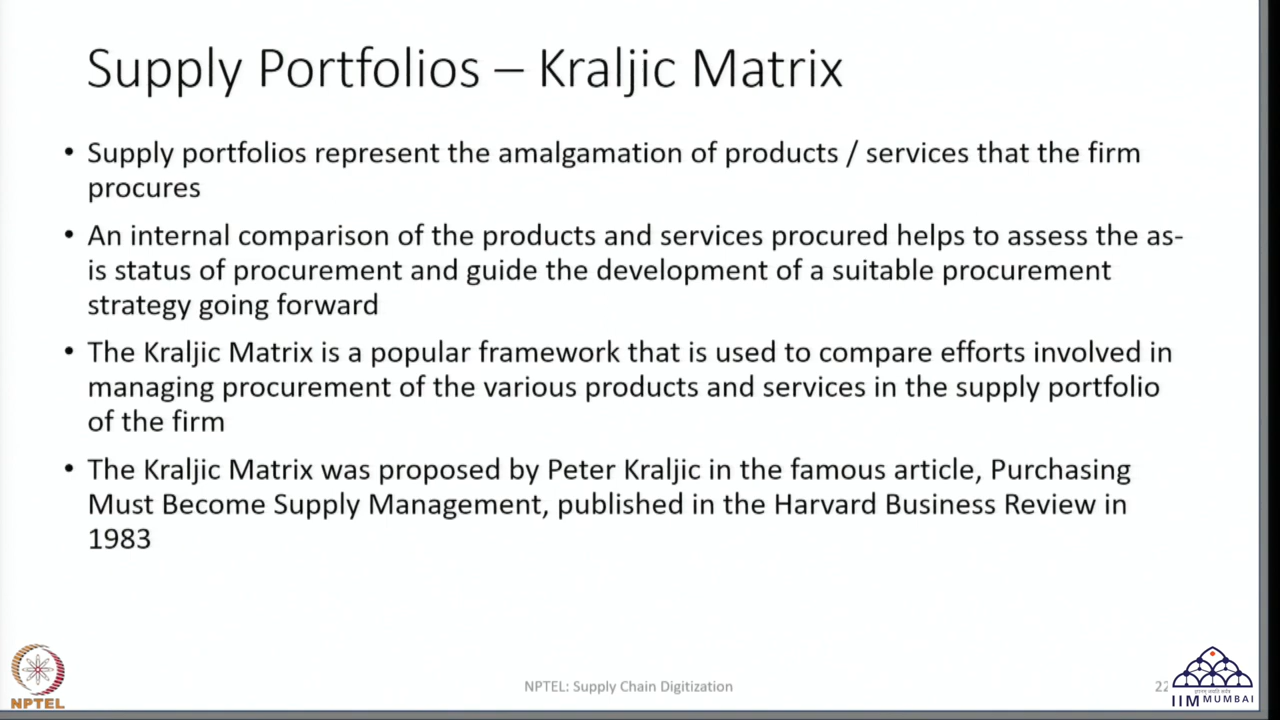 Supply Portfolios – Kraljic Matrix
• Supply portfolios represent the amalgamation of products / services that the firm
procures
• An internal comparison of the products and services procured helps to assess the as-
is status of procurement and guide the development of a suitable procurement
strategy going forward
• The Kraljic Matrix is a popular framework that is used to compare efforts involved in
managing procurement of the various products and services in the supply portfolio
of the firm
• The Kraljic Matrix was proposed by Peter Kraljic in the famous article, Purchasing
Must Become Supply Management, published in the Harvard Business Review in
1983
NPTEL
NPTEL: Supply Chain Digitization
22
IIM MUMBAI